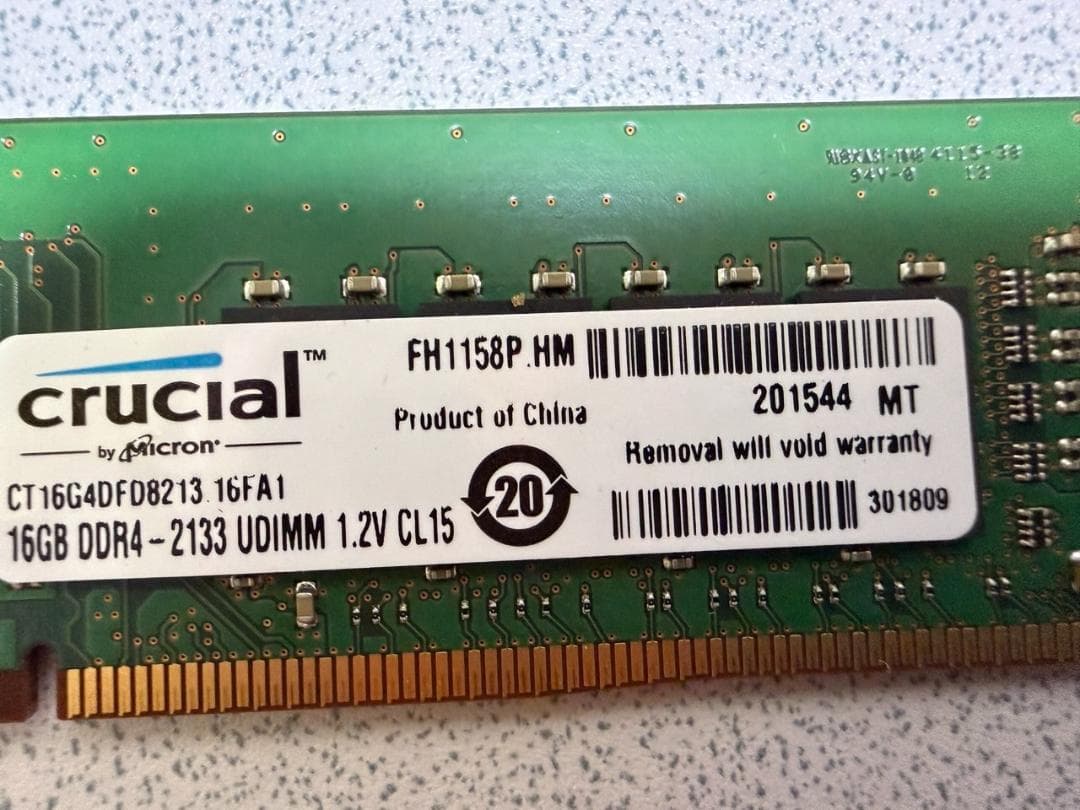 94V-0 12
crucial™
by Micron®
FH1158P.HM
201544 MT
Product of China
Removal will void warranty
CT16G4DFD8213.16FA1
16GB DDR4-2133 UDIMM 1.2V CL15
20
301809